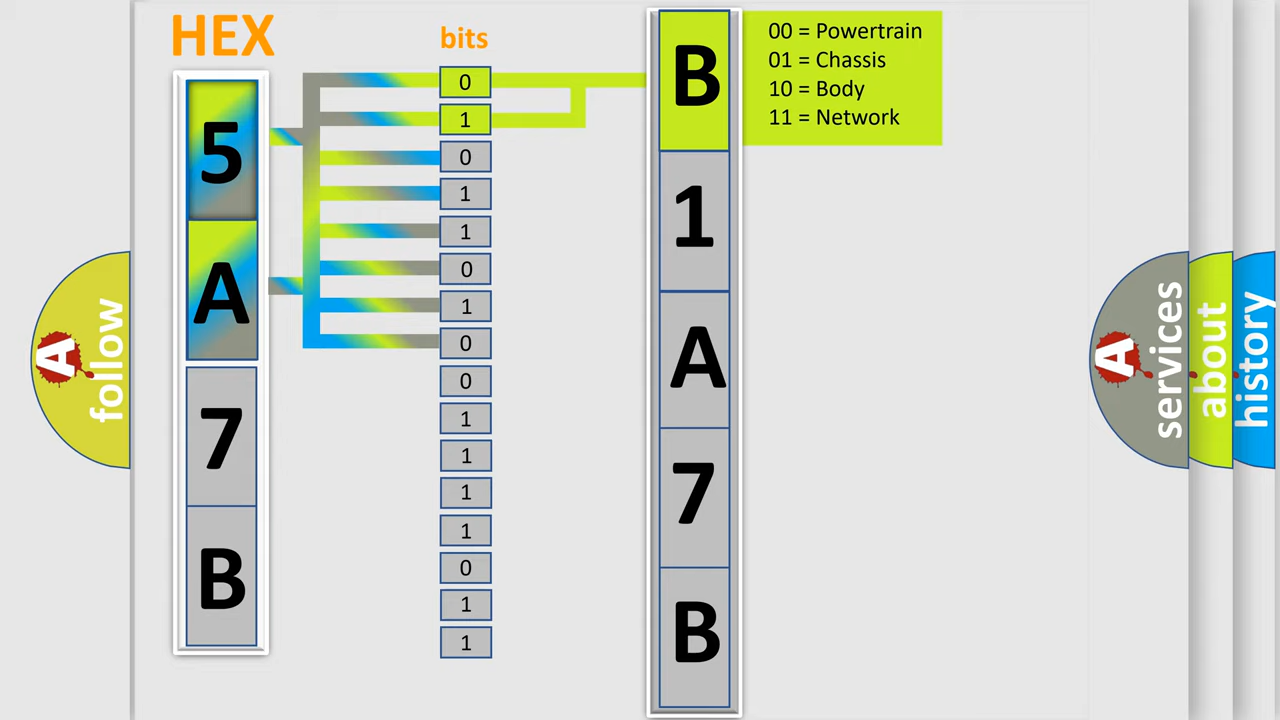 HEX
bits
5
A
7
B
0
1
0
1
1
0
1
0
0
1
1
1
1
0
1
1
B
1
A
7
B
00 = Powertrain
01 = Chassis
10 = Body
11 = Network
A
follow
A
services
about
history